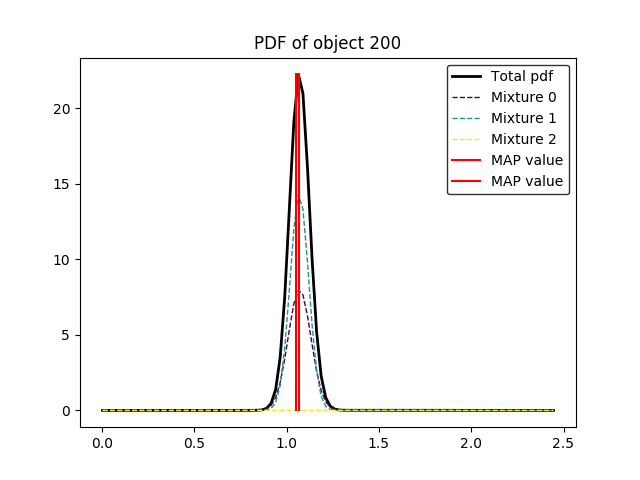 PDF of object 200
Total pdf
Mixture 0
Mixture 1
Mixture 2
MAP value
MAP value
20
15
10
5
0
0.0 0.5 1.0 1.5 2.0 2.5